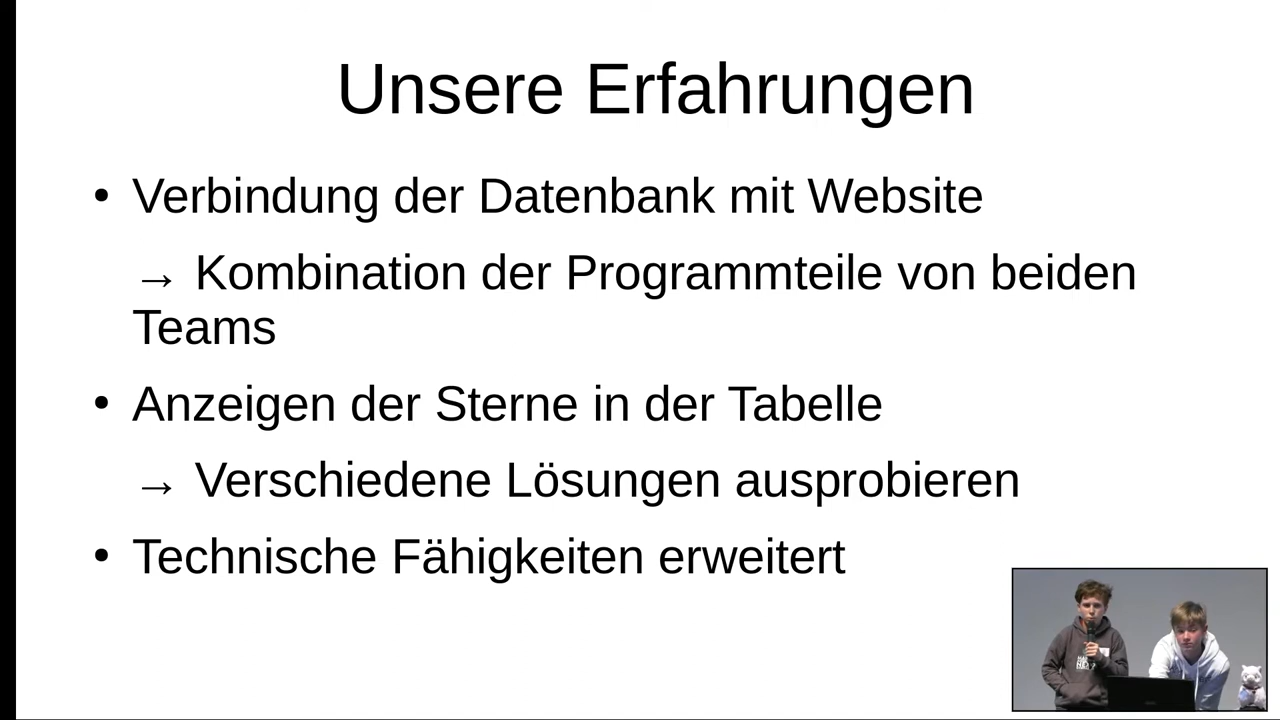 Unsere Erfahrungen
• Verbindung der Datenbank mit Website
→ Kombination der Programmteile von beiden
Teams
• Anzeigen der Sterne in der Tabelle
→ Verschiedene Lösungen ausprobieren
• Technische Fähigkeiten erweitert